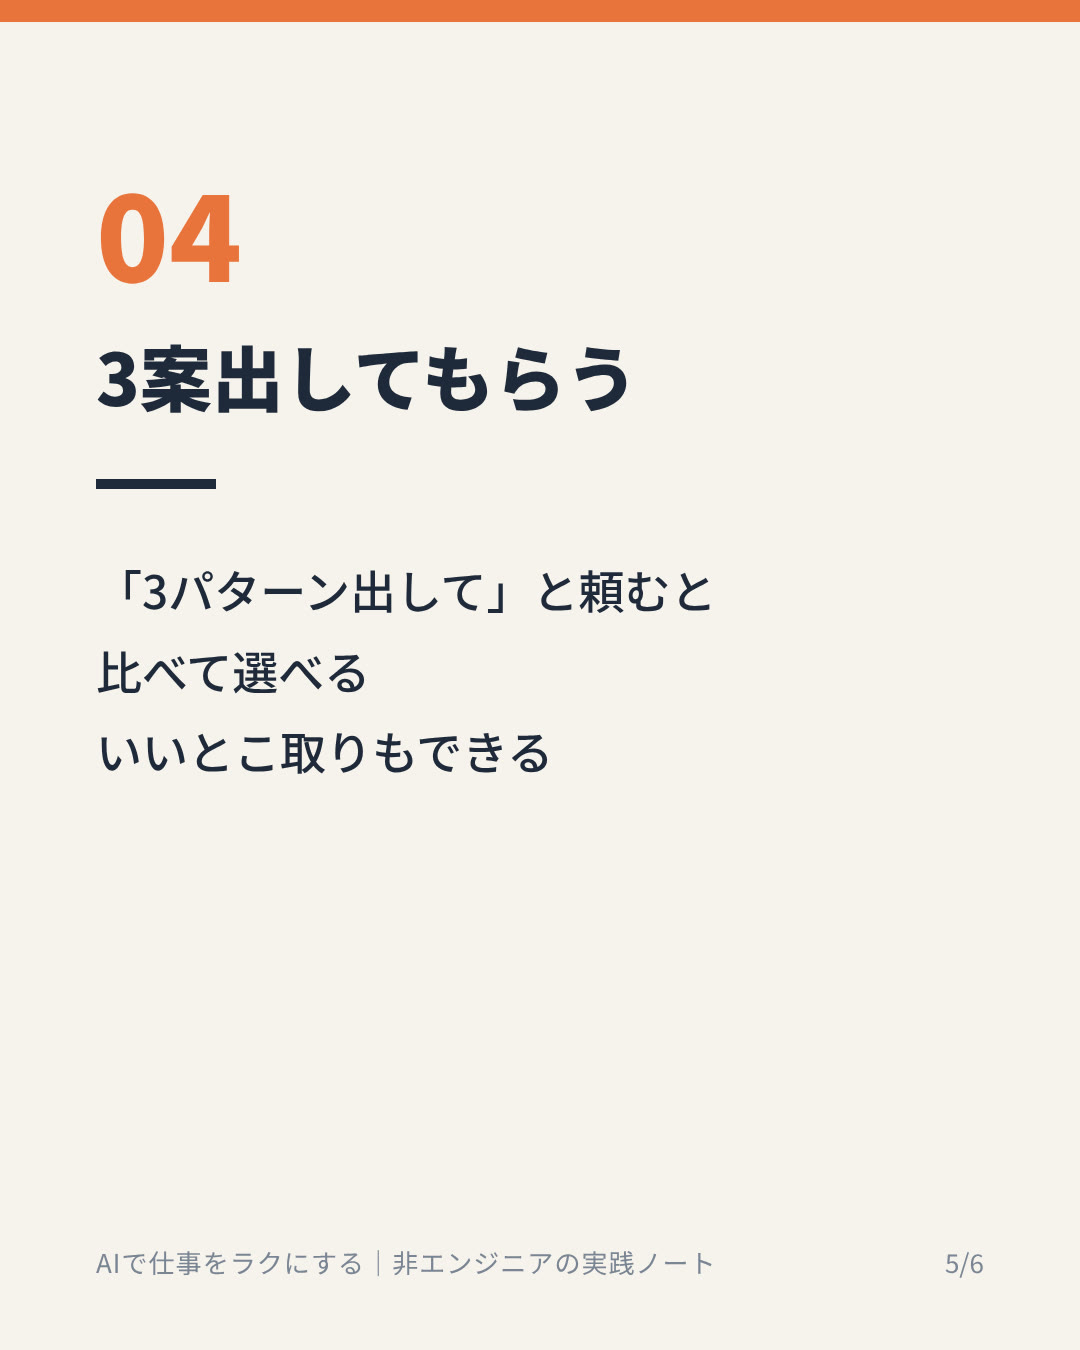 04
3案出してもらう
「3パターン出して」と頼むと
比べて選べる
いいとこ取りもできる
AIで仕事をラクにする｜非エンジニアの実践ノート
5/6